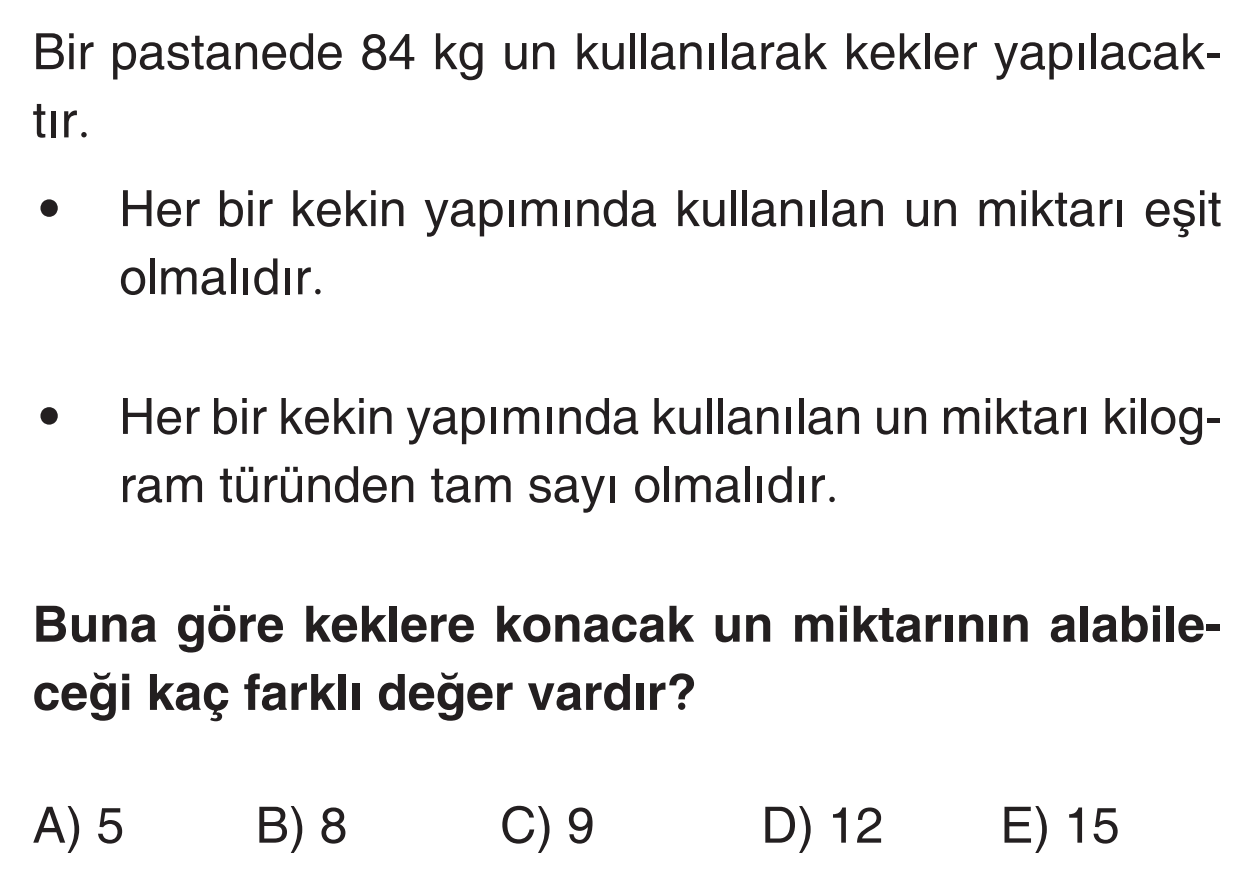 Bir pastanede 84 kg un kullanılarak kekler yapılacak-
tır.
• Her bir kekin yapımında kullanılan un miktarı eşit
olmalıdır.
• Her bir kekin yapımında kullanılan un miktarı kilog-
ram türünden tam sayı olmalıdır.
Buna göre keklere konacak un miktarının alabile-
ceği kaç farklı değer vardır?
A) 5 B) 8 C) 9 D) 12 E) 15